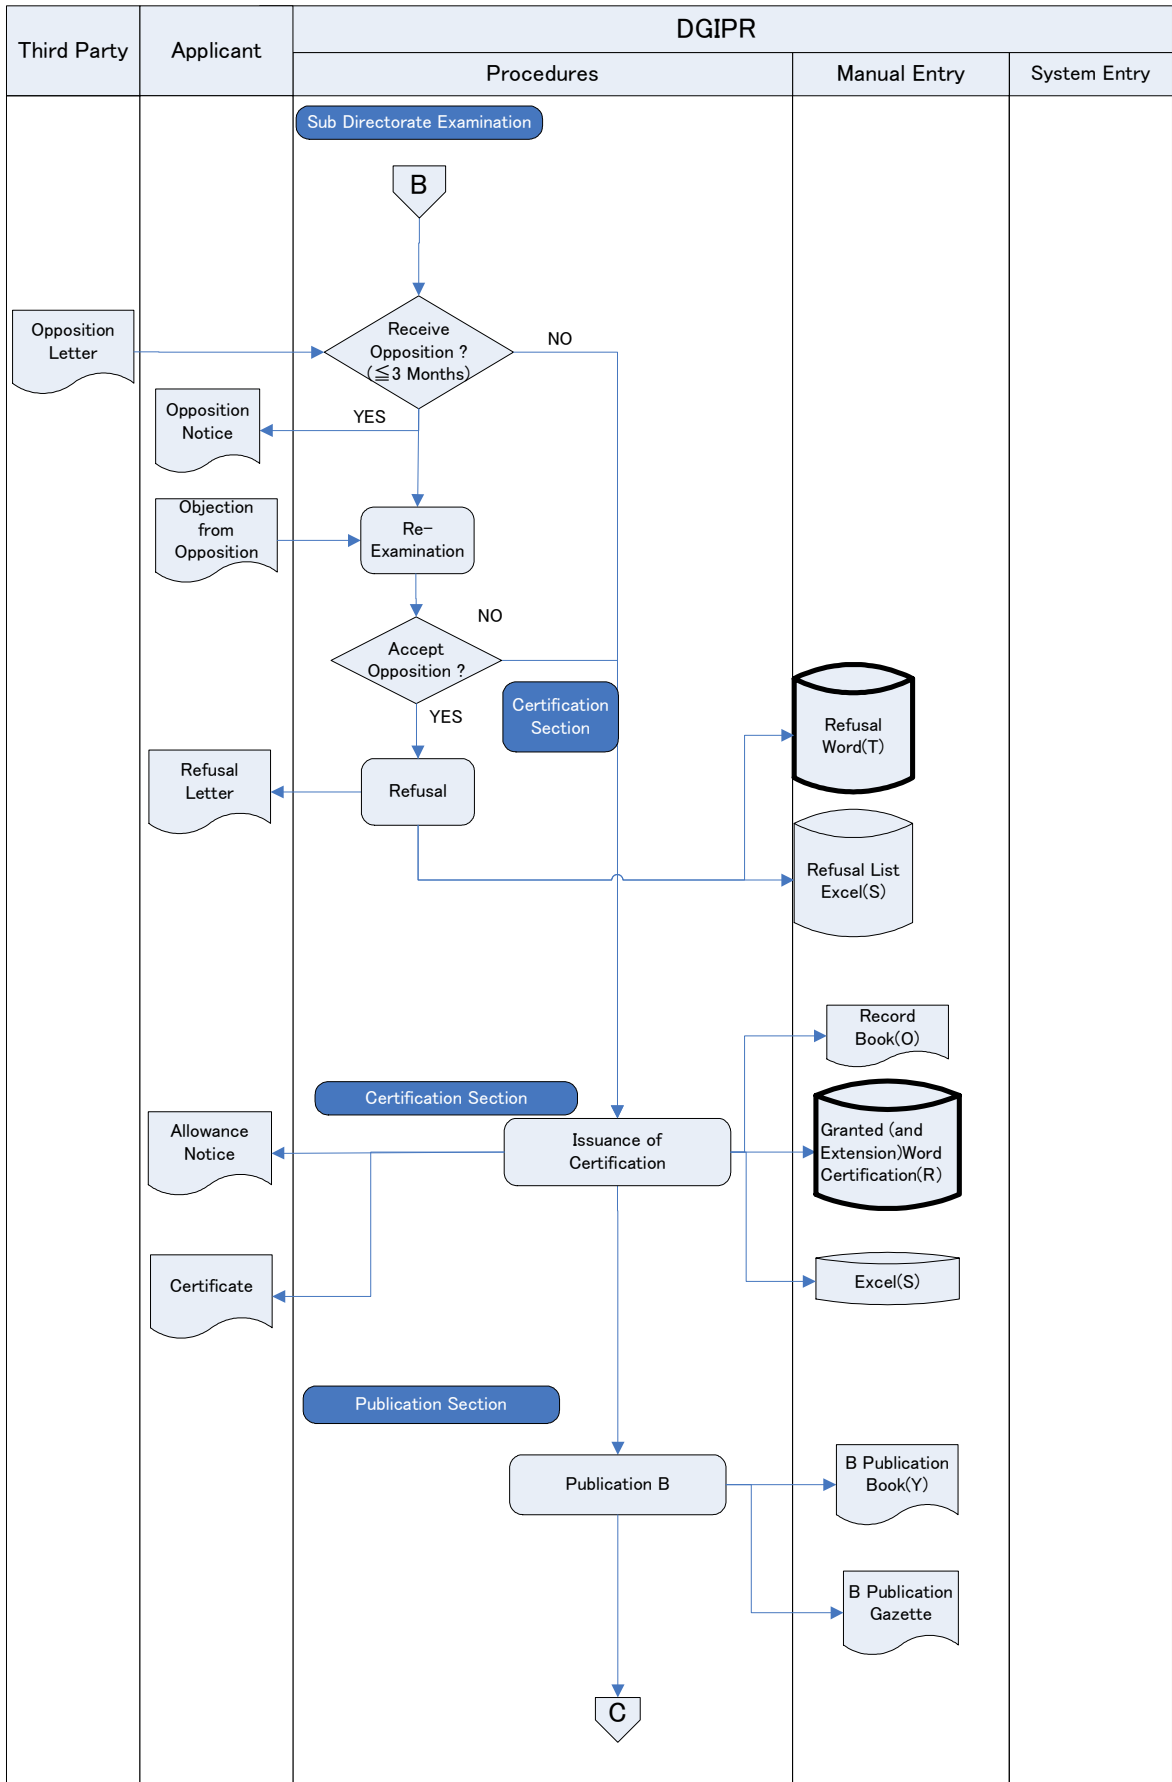 Third Party
Applicant
DGIPR
Procedures
Manual Entry
System Entry
Sub Directorate Examination
B
Opposition
Letter
Receive
Opposition ?
(≦3 Months)
NO
YES
Opposition
Notice
Objection
from
Opposition
Re-
Examination
Accept
Opposition ?
NO
YES
Certification
Section
Refusal
Word(T)
Refusal
Letter
Refusal
Refusal List
Excel(S)
Record
Book(O)
Certification Section
Allowance
Notice
Issuance of
Certification
Granted (and
Extension)Word
Certification(R)
Certificate
Excel(S)
Publication Section
Publication B
B Publication
Book(Y)
B Publication
Gazette
C